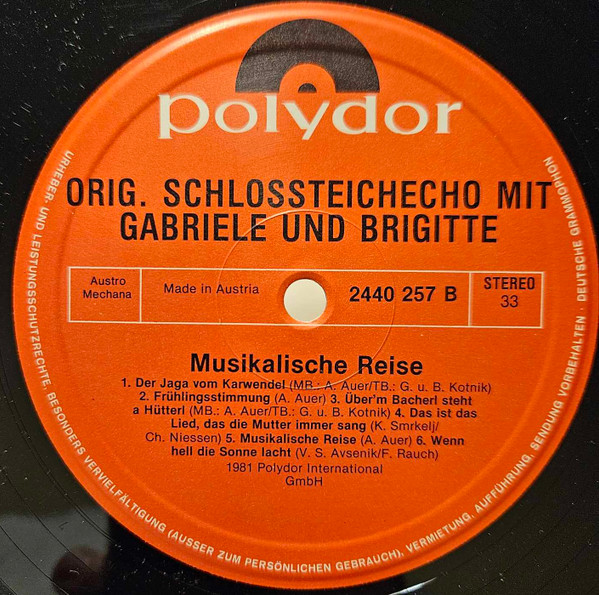 polydor
ORIG. SCHLOSSTEICHECHO MIT
GABRIELE UND BRIGITTE
Austro
Mechana
Made in Austria
2440 257 B
STEREO
33
Musikalische Reise
1. Der Jaga vom Karwendel (MB.: A. Auer/TB.: G. u. B. Kotnik)
2. Frühlingsstimmung (A. Auer) 3. Über'm Bacherl steht
a Hütterl (MB.: A. Auer/TB.: G. u. B. Kotnik) 4. Das ist das
Lied, das die Mutter immer sang (K. Smrkelj/
Ch. Niessen) 5. Musikalische Reise (A. Auer) 6. Wenn
hell die Sonne lacht (V. S. Avsenik/F. Rauch)
1981 Polydor International
GmbH
URHEBER- UND LEISTUNGSSCHUTZRECHTE, BESONDERS VERVIELFÄLTIGUNG (AUSSER ZUM PERSÖNLICHEN GEBRAUCH), VERMIETUNG, AUFFÜHRUNG, SENDUNG VORBEHALTEN · DEUTSCHE GRAMMOPHON